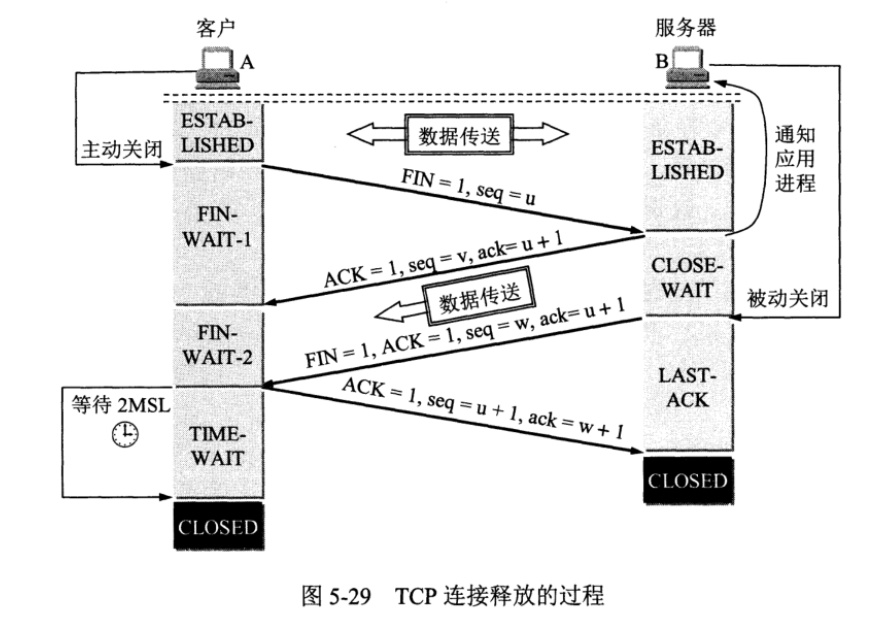 客户
服务器
A
B
ESTAB-
LISHED
数据传送
通知
应用
进程
主动关闭
ESTAB-
LISHED
FIN = 1, seq = u
FIN-
WAIT-1
ACK = 1, seq = v, ack= u + 1
CLOSE-
WAIT
数据传送
被动关闭
FIN-
WAIT-2
FIN = 1, ACK = 1, seq = w, ack= u + 1
LAST-
ACK
等待 2MSL
ACK = 1, seq = u + 1, ack = w + 1
TIME-
WAIT
CLOSED
CLOSED
图 5-29 TCP 连接释放的过程